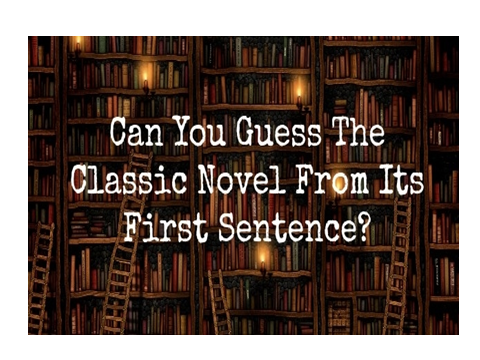 Can You Guess The
Classic Novel From Its
First Sentence?